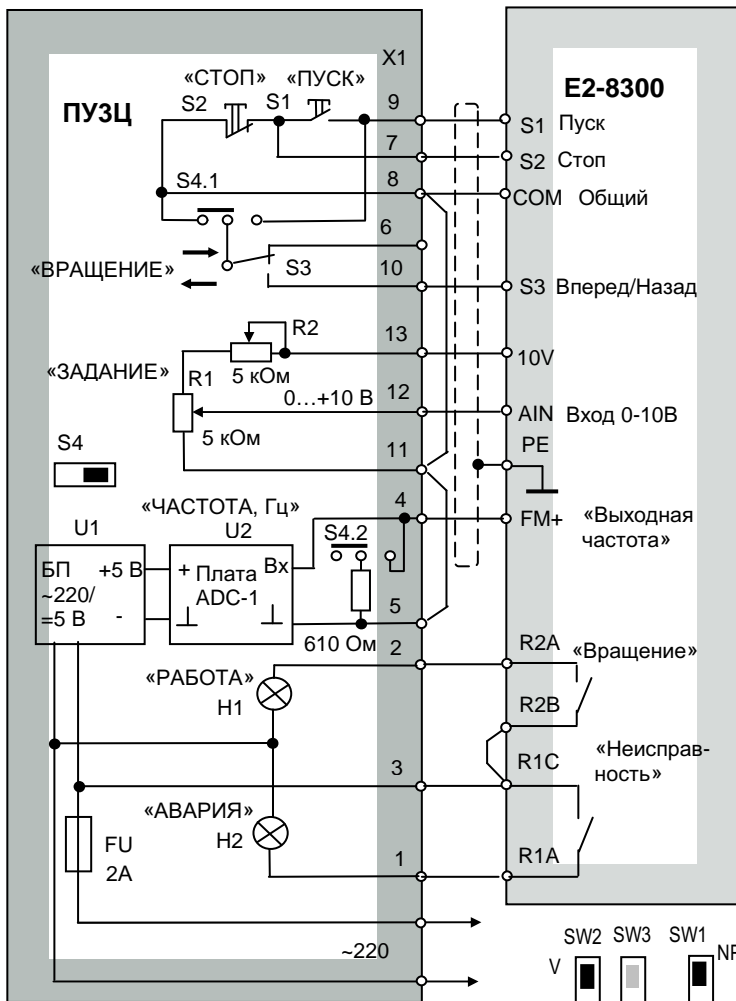 X1
«СТОП» «ПУСК»
ПУ3Ц
E2-8300
S2 S1 9
S1 Пуск
7
S2 Стоп
S4.1 8
COM Общий
6
«ВРАЩЕНИЕ» S3 10
S3 Вперед/Назад
R2 13
10V
«ЗАДАНИЕ» R1 5 кОм
0...+10 В 12
AIN Вход 0-10В
5 кОм
PE
S4 11
«ЧАСТОТА, Гц» 4
FM+ «Выходная
частота»
U1 U2 S4.2
БП +5 В + Плата Вх
~220/ ADC-1
=5 В - 5
610 Ом 2
R2A «Вращение»
«РАБОТА»
H1
R2B
«Неисправ-
ность»
R1C
3
«АВАРИЯ»
H2
FU
2А
1
R1A
~220
SW2 SW3 SW1
V